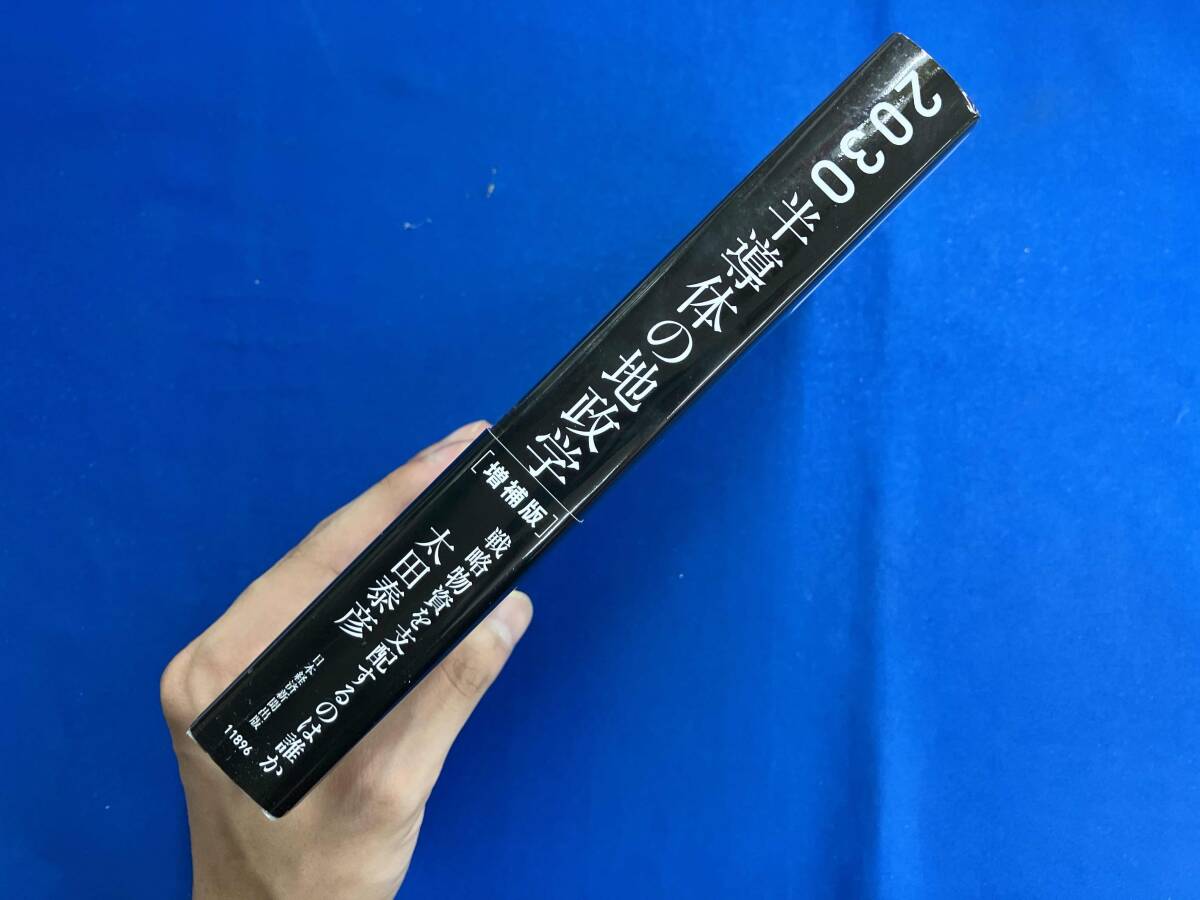 2030
半導体の地政学
[増補版]
戦略物資を支配するのは誰か
太田泰彦
日本経済新聞出版
11896